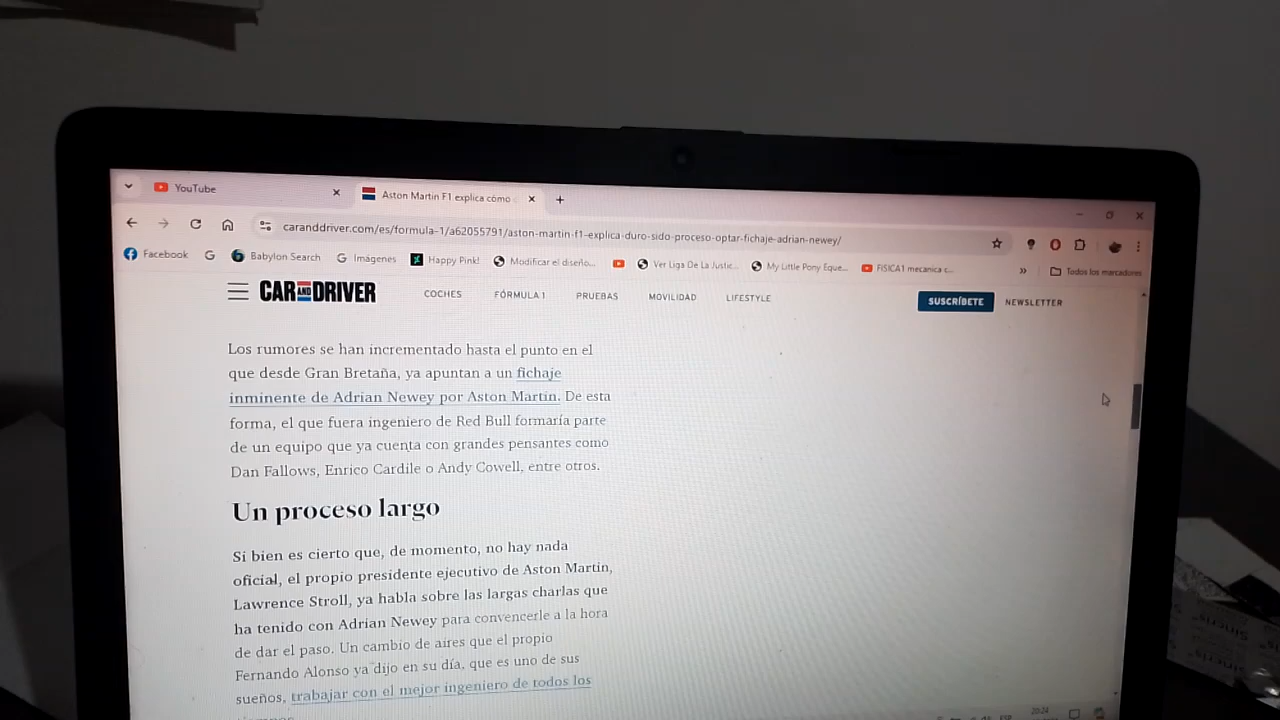 YouTube
Aston Martin F1 explica cómo
caranddriver.com/es/formula-1/a62055791/aston-martin-f1-explica-duro-sido-proceso-optar-fichaje-adrian-newey/
Facebook
Babylon Search
Imágenes
Happy Pink!
Modificar el diseño...
Ver Liga De La Justic...
My Little Pony Eque...
FISICA1 mecanica c...
Todos los marcadores
CAR AND DRIVER
COCHES
FÓRMULA 1
PRUEBAS
MOVILIDAD
LIFESTYLE
SUSCRÍBETE
NEWSLETTER
Los rumores se han incrementado hasta el punto en el
que desde Gran Bretaña, ya apuntan a un fichaje
inminente de Adrian Newey por Aston Martin. De esta
forma, el que fuera ingeniero de Red Bull formaría parte
de un equipo que ya cuenta con grandes pensantes como
Dan Fallows, Enrico Cardile o Andy Cowell, entre otros.
Un proceso largo
Si bien es cierto que, de momento, no hay nada
oficial, el propio presidente ejecutivo de Aston Martin,
Lawrence Stroll, ya habla sobre las largas charlas que
ha tenido con Adrian Newey para convencerle a la hora
de dar el paso. Un cambio de aires que el propio
Fernando Alonso ya dijo en su día, que es uno de sus
sueños, trabajar con el mejor ingeniero de todos los
20:24